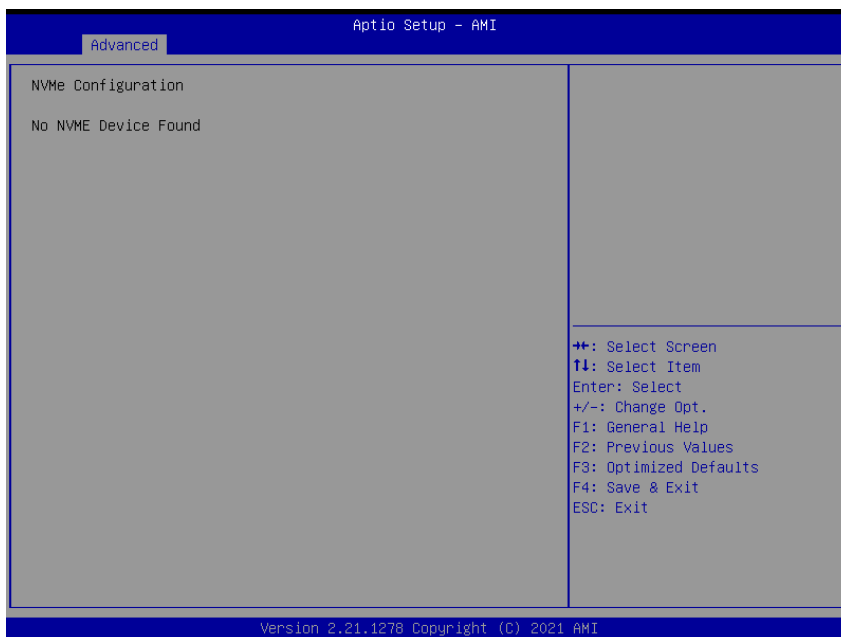 Aptio Setup – AMI
Advanced
NVMe Configuration
No NVME Device Found
→←: Select Screen
↑↓: Select Item
Enter: Select
+/-: Change Opt.
F1: General Help
F2: Previous Values
F3: Optimized Defaults
F4: Save & Exit
ESC: Exit
Version 2.21.1278 Copyright (C) 2021 AMI